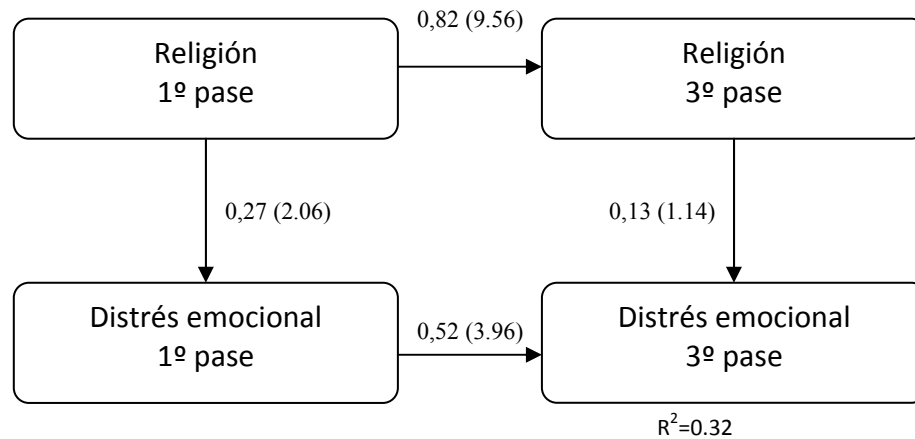 0,82 (9.56)
Religión
1º pase
Religión
3º pase
0,27 (2.06)
0,13 (1.14)
Distrés emocional
1º pase
0,52 (3.96)
Distrés emocional
3º pase
R²=0.32